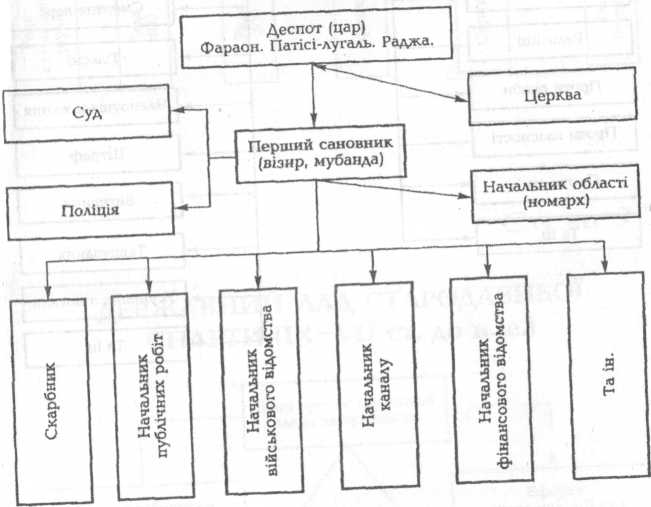 Деспот (цар)
Фараон. Патісі-лугаль. Раджа.
Суд
Церква
Перший сановник
(візир, мубанда)
Поліція
Начальник області
(номарх)
Скарбник
Начальник
публічних робіт
Начальник
військового відомства
Начальник
каналу
Начальник
фінансового відомства
Та ін.